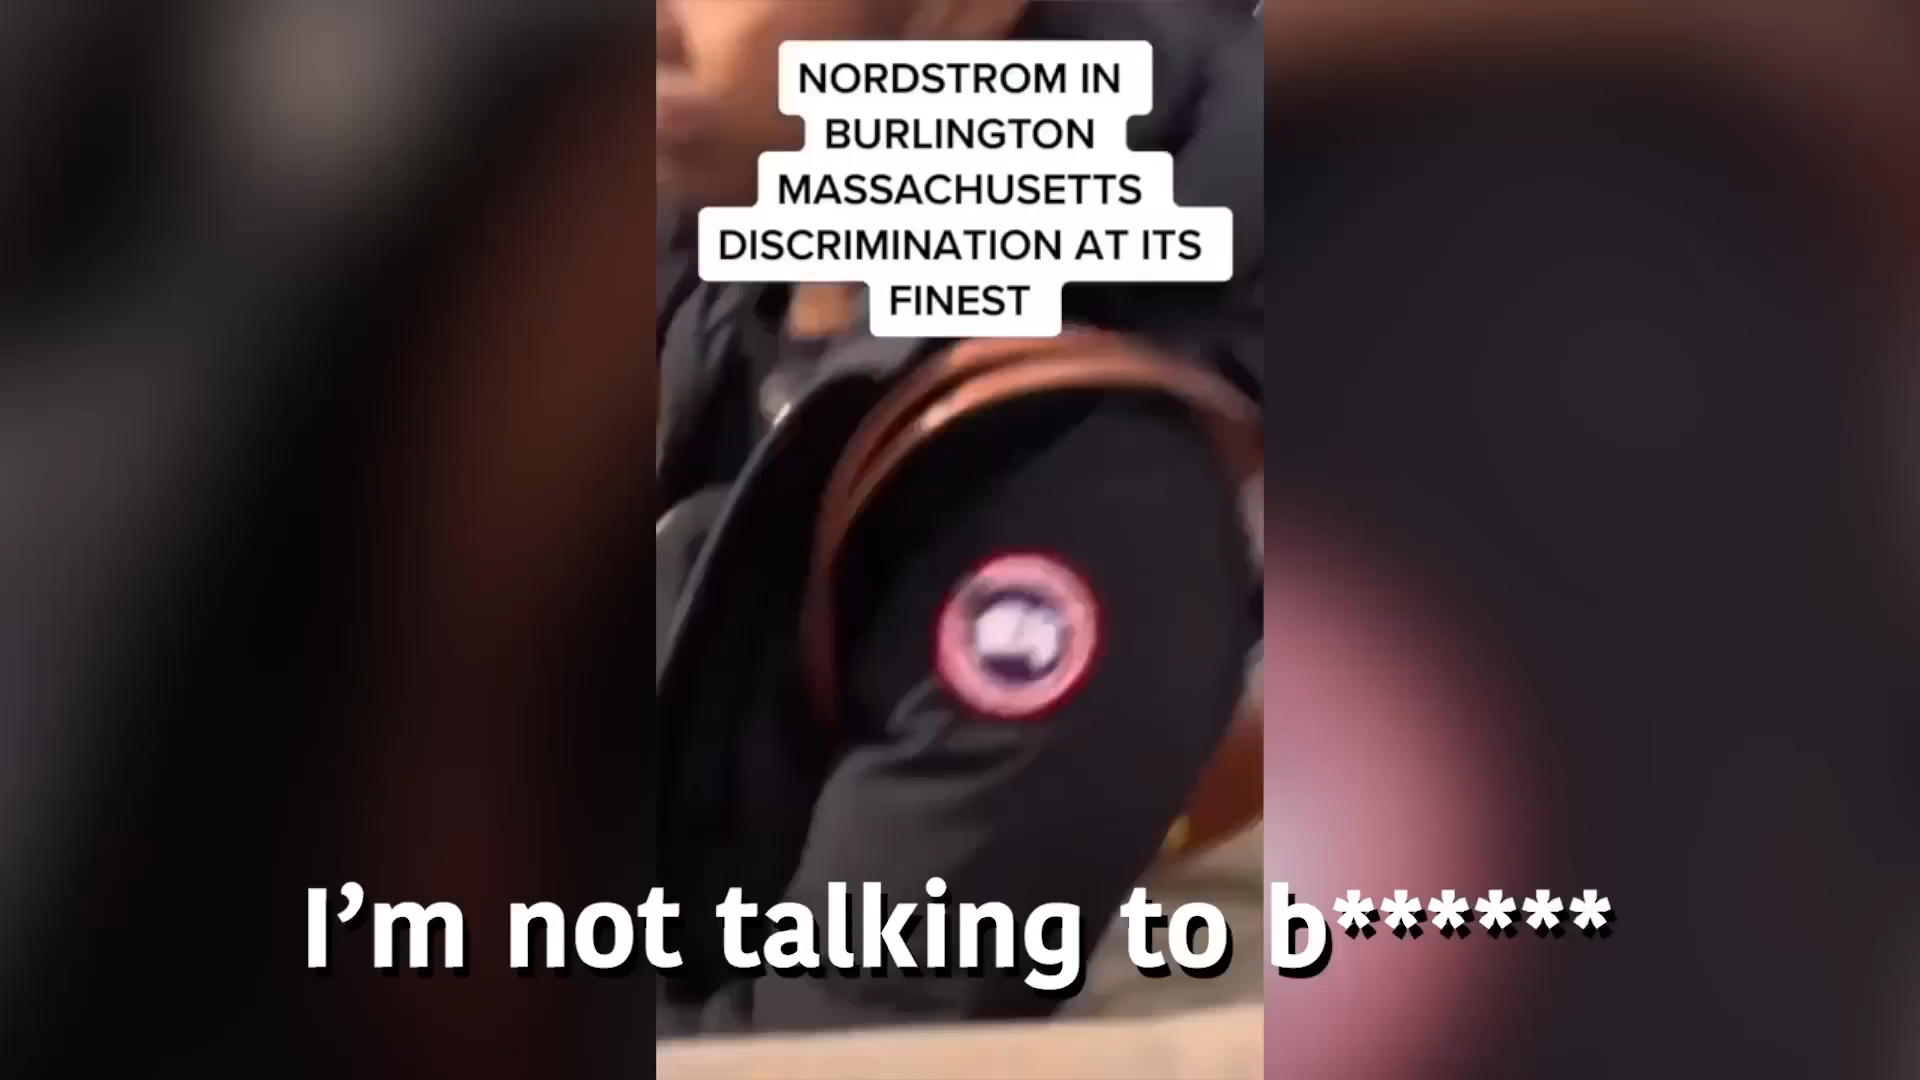 NORDSTROM IN
BURLINGTON
MASSACHUSETTS
DISCRIMINATION AT ITS
FINEST
I’m not talking to b******